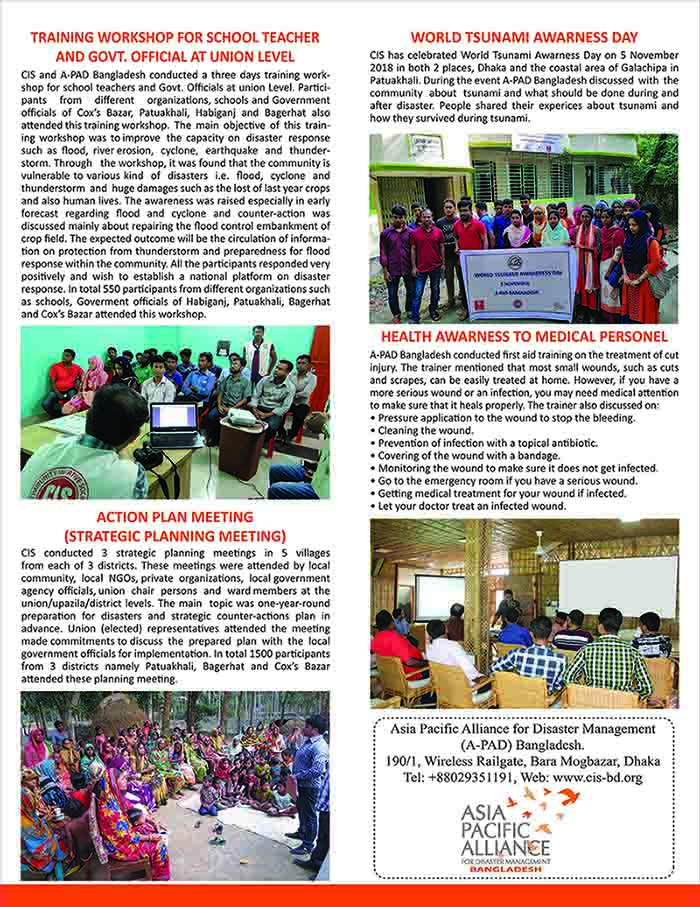 TRAINING WORKSHOP FOR SCHOOL TEACHER
AND GOVT. OFFICIAL AT UNION LEVEL
CIS and A-PAD Bangladesh conducted a three days training work-
shop for school teachers and Govt. Officials at union Level. Partici-
pants from different organizations, schools and Government
officials of Cox's Bazar, Patuakhali, Habiganj and Bagerhat also
attended this training workshop. The main objective of this train-
ing workshop was to improve the capacity on disaster response
such as flood, river erosion, cyclone, earthquake and thunder-
storm. Through the workshop, it was found that the community is
vulnerable to various kind of disasters i.e. flood, cyclone and
thunderstorm and huge damages such as the lost of last year crops
and also human lives. The awareness was raised especially in early
forecast regarding flood and cyclone and counter-action was
discussed mainly about repairing the flood control embankment of
crop field. The expected outcome will be the circulation of informa-
tion on protection from thunderstorm and preparedness for flood
response within the community. All the participants responded very
positively and wish to establish a national platform on disaster
response. In total 550 participants from different organizations such
as schools, Goverment officials of Habiganj, Patuakhali, Bagerhat
and Cox's Bazar attended this workshop.
CIS
ACTION PLAN MEETING
(STRATEGIC PLANNING MEETING)
CIS conducted 3 strategic planning meetings in 5 villages
from each of 3 districts. These meetings were attended by local
community, local NGOs, private organizations, local government
agency officials, union chair persons and ward members at the
union/upazila/district levels. The main topic was one-year-round
preparation for disasters and strategic counter-actions plan in
advance. Union (elected) representatives attended the meeting
made commitments to discuss the prepared plan with the local
government officials for implementation. In total 1500 participants
from 3 districts namely Patuakhali, Bagerhat and Cox's Bazar
attended these planning meeting.
WORLD TSUNAMI AWARNESS DAY
CIS has celebrated World Tsunami Awarness Day on 5 November
2018 in both 2 places, Dhaka and the coastal area of Galachipa in
Patuakhali. During the event A-PAD Bangladesh discussed with the
community about tsunami and what should be done during and
after disaster. People shared their experices about tsunami and
how they survived during tsunami.
WORLD TSUNAMI AWARENESS DAY
5 NOVEMBER
A-PAD BANGLADESH
HEALTH AWARNESS TO MEDICAL PERSONEL
A-PAD Bangladesh conducted first aid training on the treatment of cut
injury. The trainer mentioned that most small wounds, such as cuts
and scrapes, can be easily treated at home. However, if you have a
more serious wound or an infection, you may need medical attention
to make sure that it heals properly. The trainer also discussed on:
• Pressure application to the wound to stop the bleeding.
• Cleaning the wound.
• Prevention of infection with a topical antibiotic.
• Covering of the wound with a bandage.
• Monitoring the wound to make sure it does not get infected.
• Go to the emergency room if you have a serious wound.
• Getting medical treatment for your wound if infected.
• Let your doctor treat an infected wound.
Asia Pacific Alliance for Disaster Management
(A-PAD) Bangladesh.
190/1, Wireless Railgate, Bara Mogbazar, Dhaka
Tel: +88029351191, Web: www.cis-bd.org
ASIA
PACIFIC
ALLIANCE
FOR DISASTER MANAGEMENT
BANGLADESH